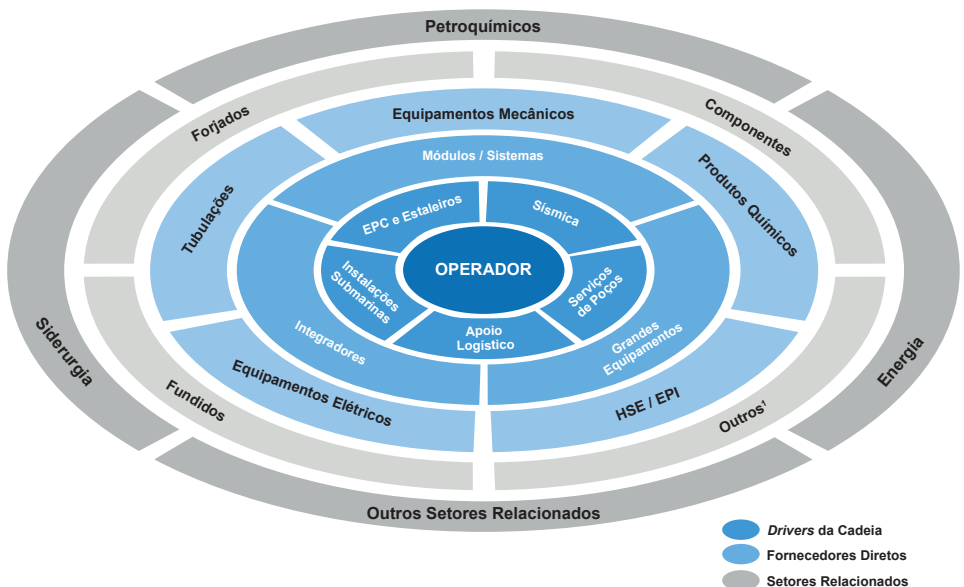 Petroquímicos
Forjados
Componentes
Equipamentos Mecânicos
Módulos / Sistemas
Tubulações
Produtos Químicos
EPC e Estaleiros
Sísmica
OPERADOR
Instalações
Submarinas
Serviços
de Poços
Apoio
Logístico
Integradores
Grandes
Equipamentos
Siderurgia
Energia
Equipamentos Elétricos
HSE / EPI
Fundidos
Outros¹
Outros Setores Relacionados
Drivers da Cadeia
Fornecedores Diretos
Setores Relacionados